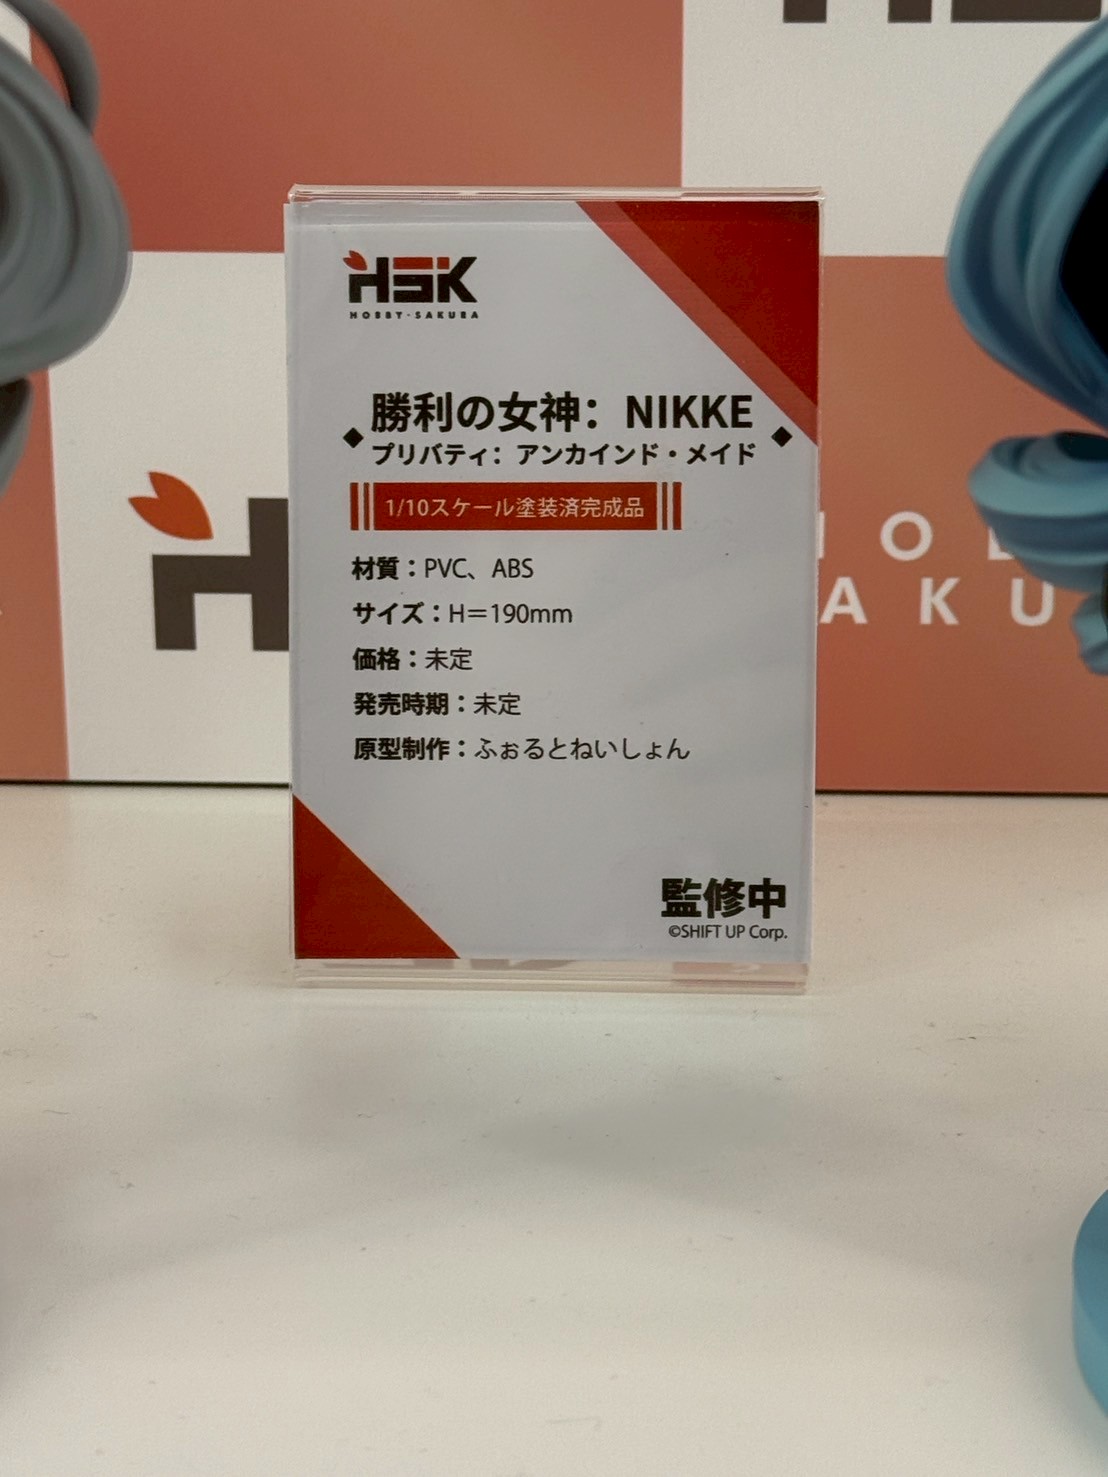 HSK
HOBBY-SAKURA
勝利の女神：NIKKE
プリバティ：アンカインド・メイド
1/10スケール塗装済完成品
材質：PVC、ABS
サイズ：H＝190mm
価格：未定
発売時期：未定
原型制作：ふぉるとねいしょん
監修中
©SHIFT UP Corp.